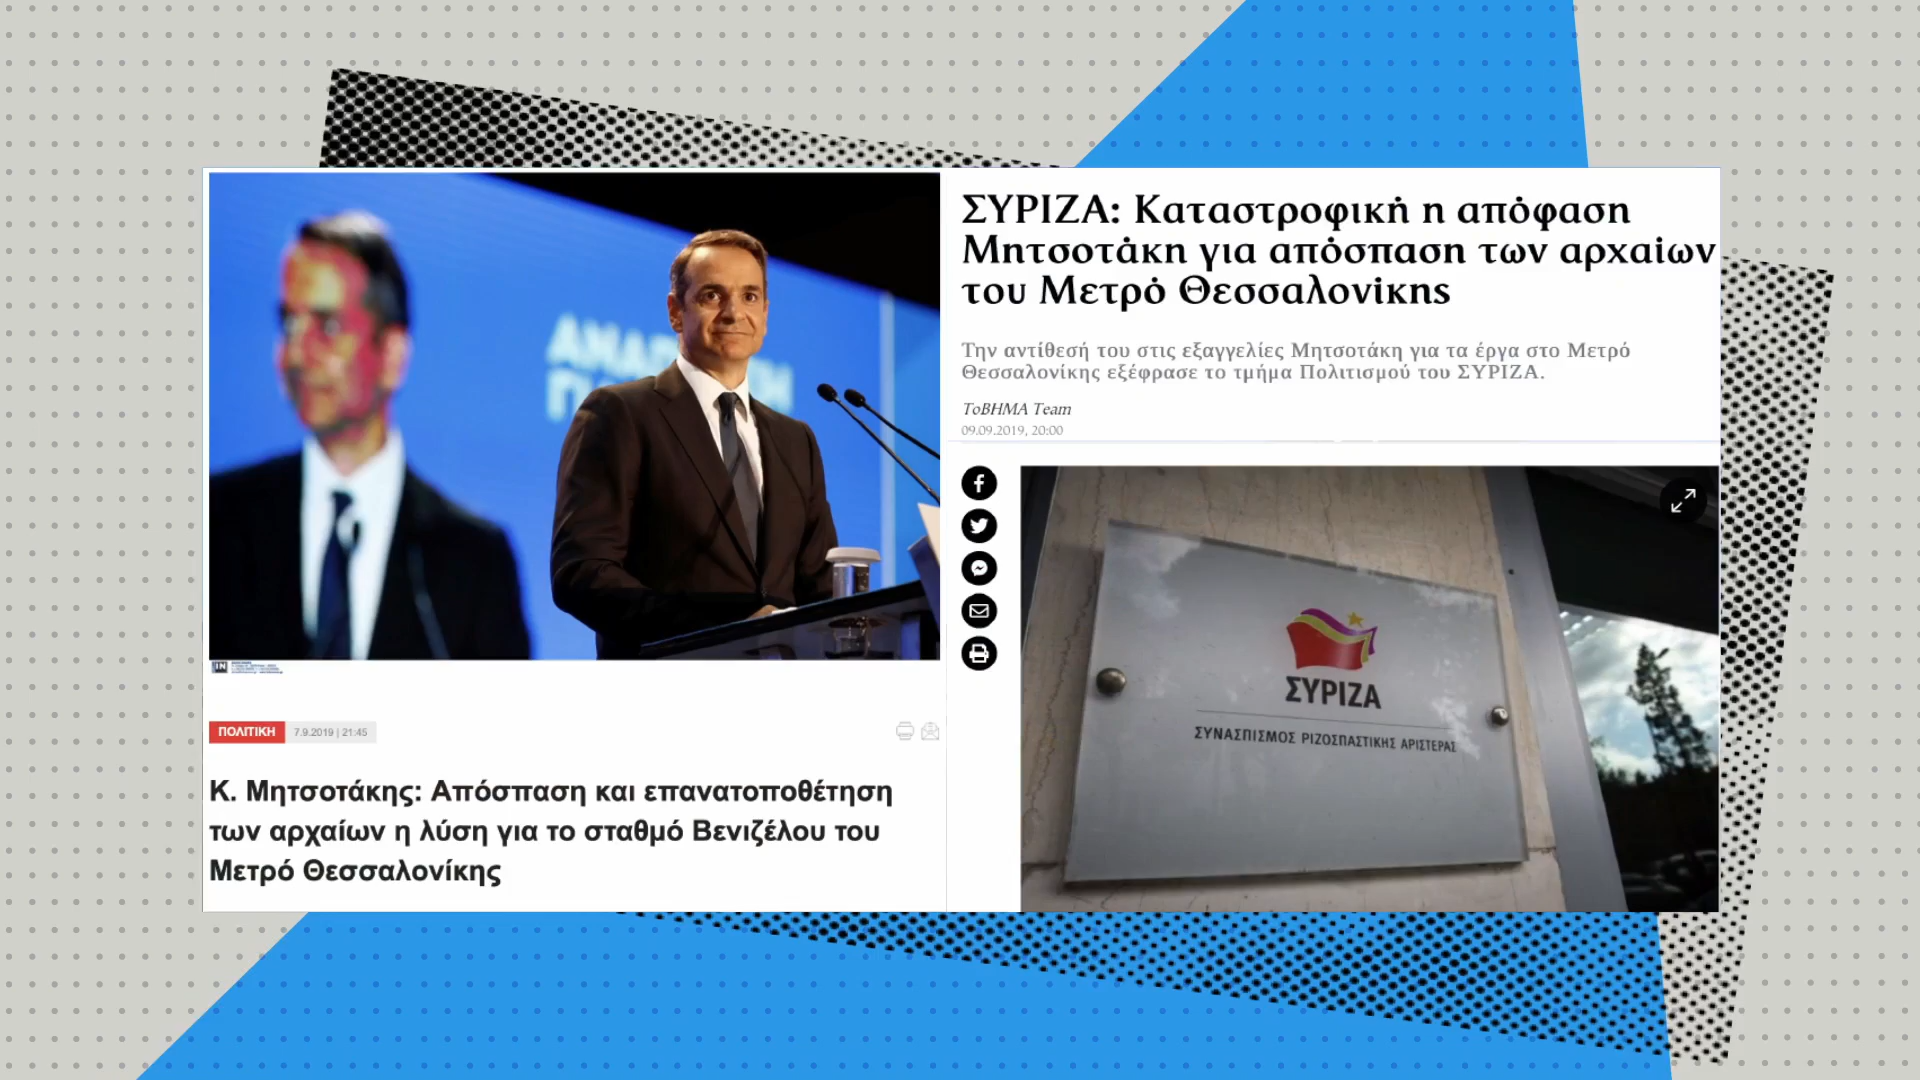 ΠΟΛΙΤΙΚΗ 7.9.2019 | 21:45
Κ. Μητσοτάκης: Απόσπαση και επανατοποθέτηση
των αρχαίων η λύση για το σταθμό Βενιζέλου του
Μετρό Θεσσαλονίκης
ΣΥΡΙΖΑ: Καταστροφική η απόφαση
Μητσοτάκη για απόσπαση των αρχαίων
του Μετρό Θεσσαλονίκης
Την αντίθεσή του στις εξαγγελίες Μητσοτάκη για τα έργα στο Μετρό
Θεσσαλονίκης εξέφρασε το τμήμα Πολιτισμού του ΣΥΡΙΖΑ.
ΤοΒΗΜΑ Team
09.09.2019, 20:00
ΣΥΡΙΖΑ
ΣΥΝΑΣΠΙΣΜΟΣ ΡΙΖΟΣΠΑΣΤΙΚΗΣ ΑΡΙΣΤΕΡΑΣ
IN